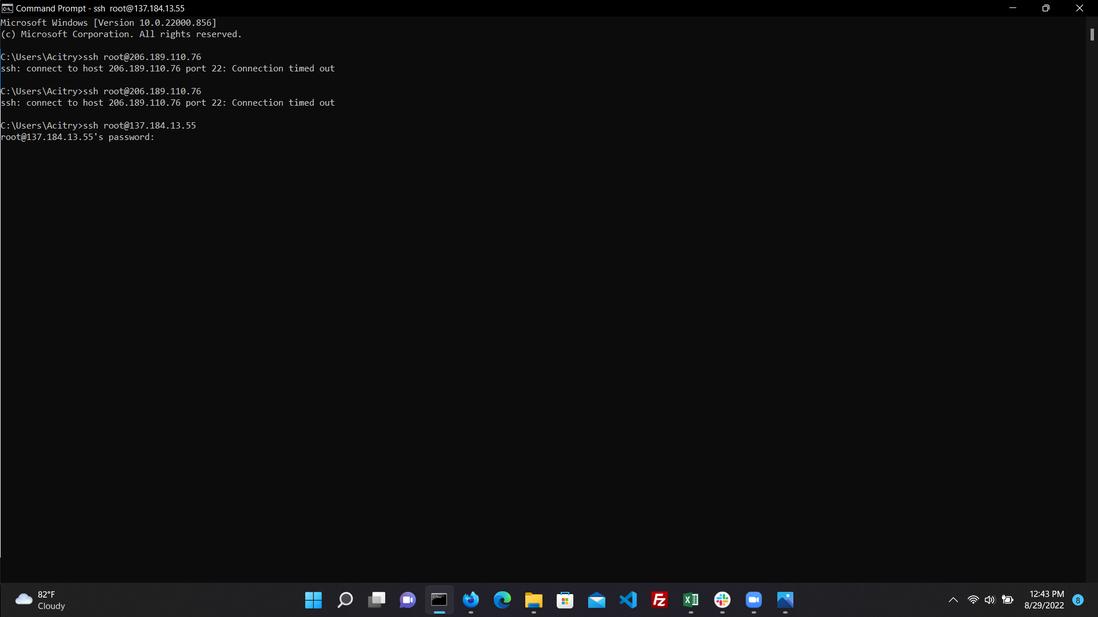 Command Prompt - ssh root@137.184.13.55
Microsoft Windows [Version 10.0.22000.856]
(c) Microsoft Corporation. All rights reserved.
C:\Users\Acitry>ssh root@206.189.110.76
ssh: connect to host 206.189.110.76 port 22: Connection timed out
C:\Users\Acitry>ssh root@206.189.110.76
ssh: connect to host 206.189.110.76 port 22: Connection timed out
C:\Users\Acitry>ssh root@137.184.13.55
root@137.184.13.55's password:
82°F
Cloudy
12:43 PM
8/29/2022
8